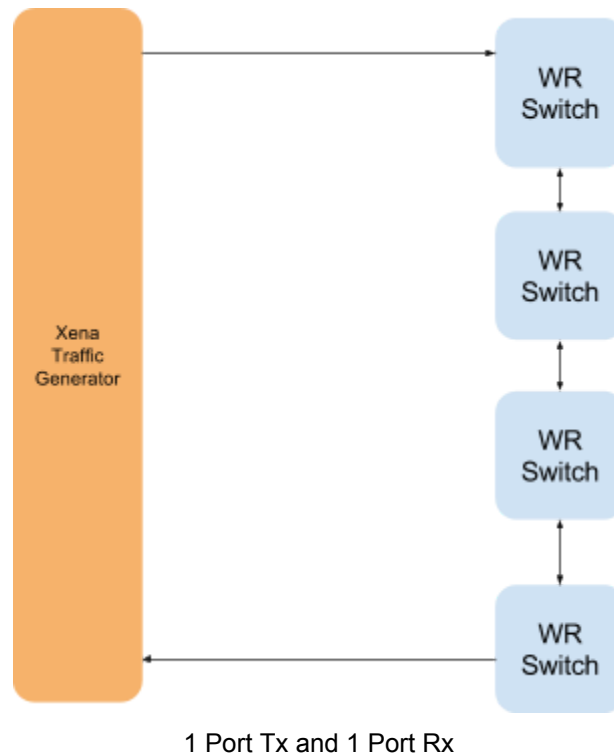 Xena
Traffic
Generator
WR
Switch
WR
Switch
WR
Switch
WR
Switch
1 Port Tx and 1 Port Rx